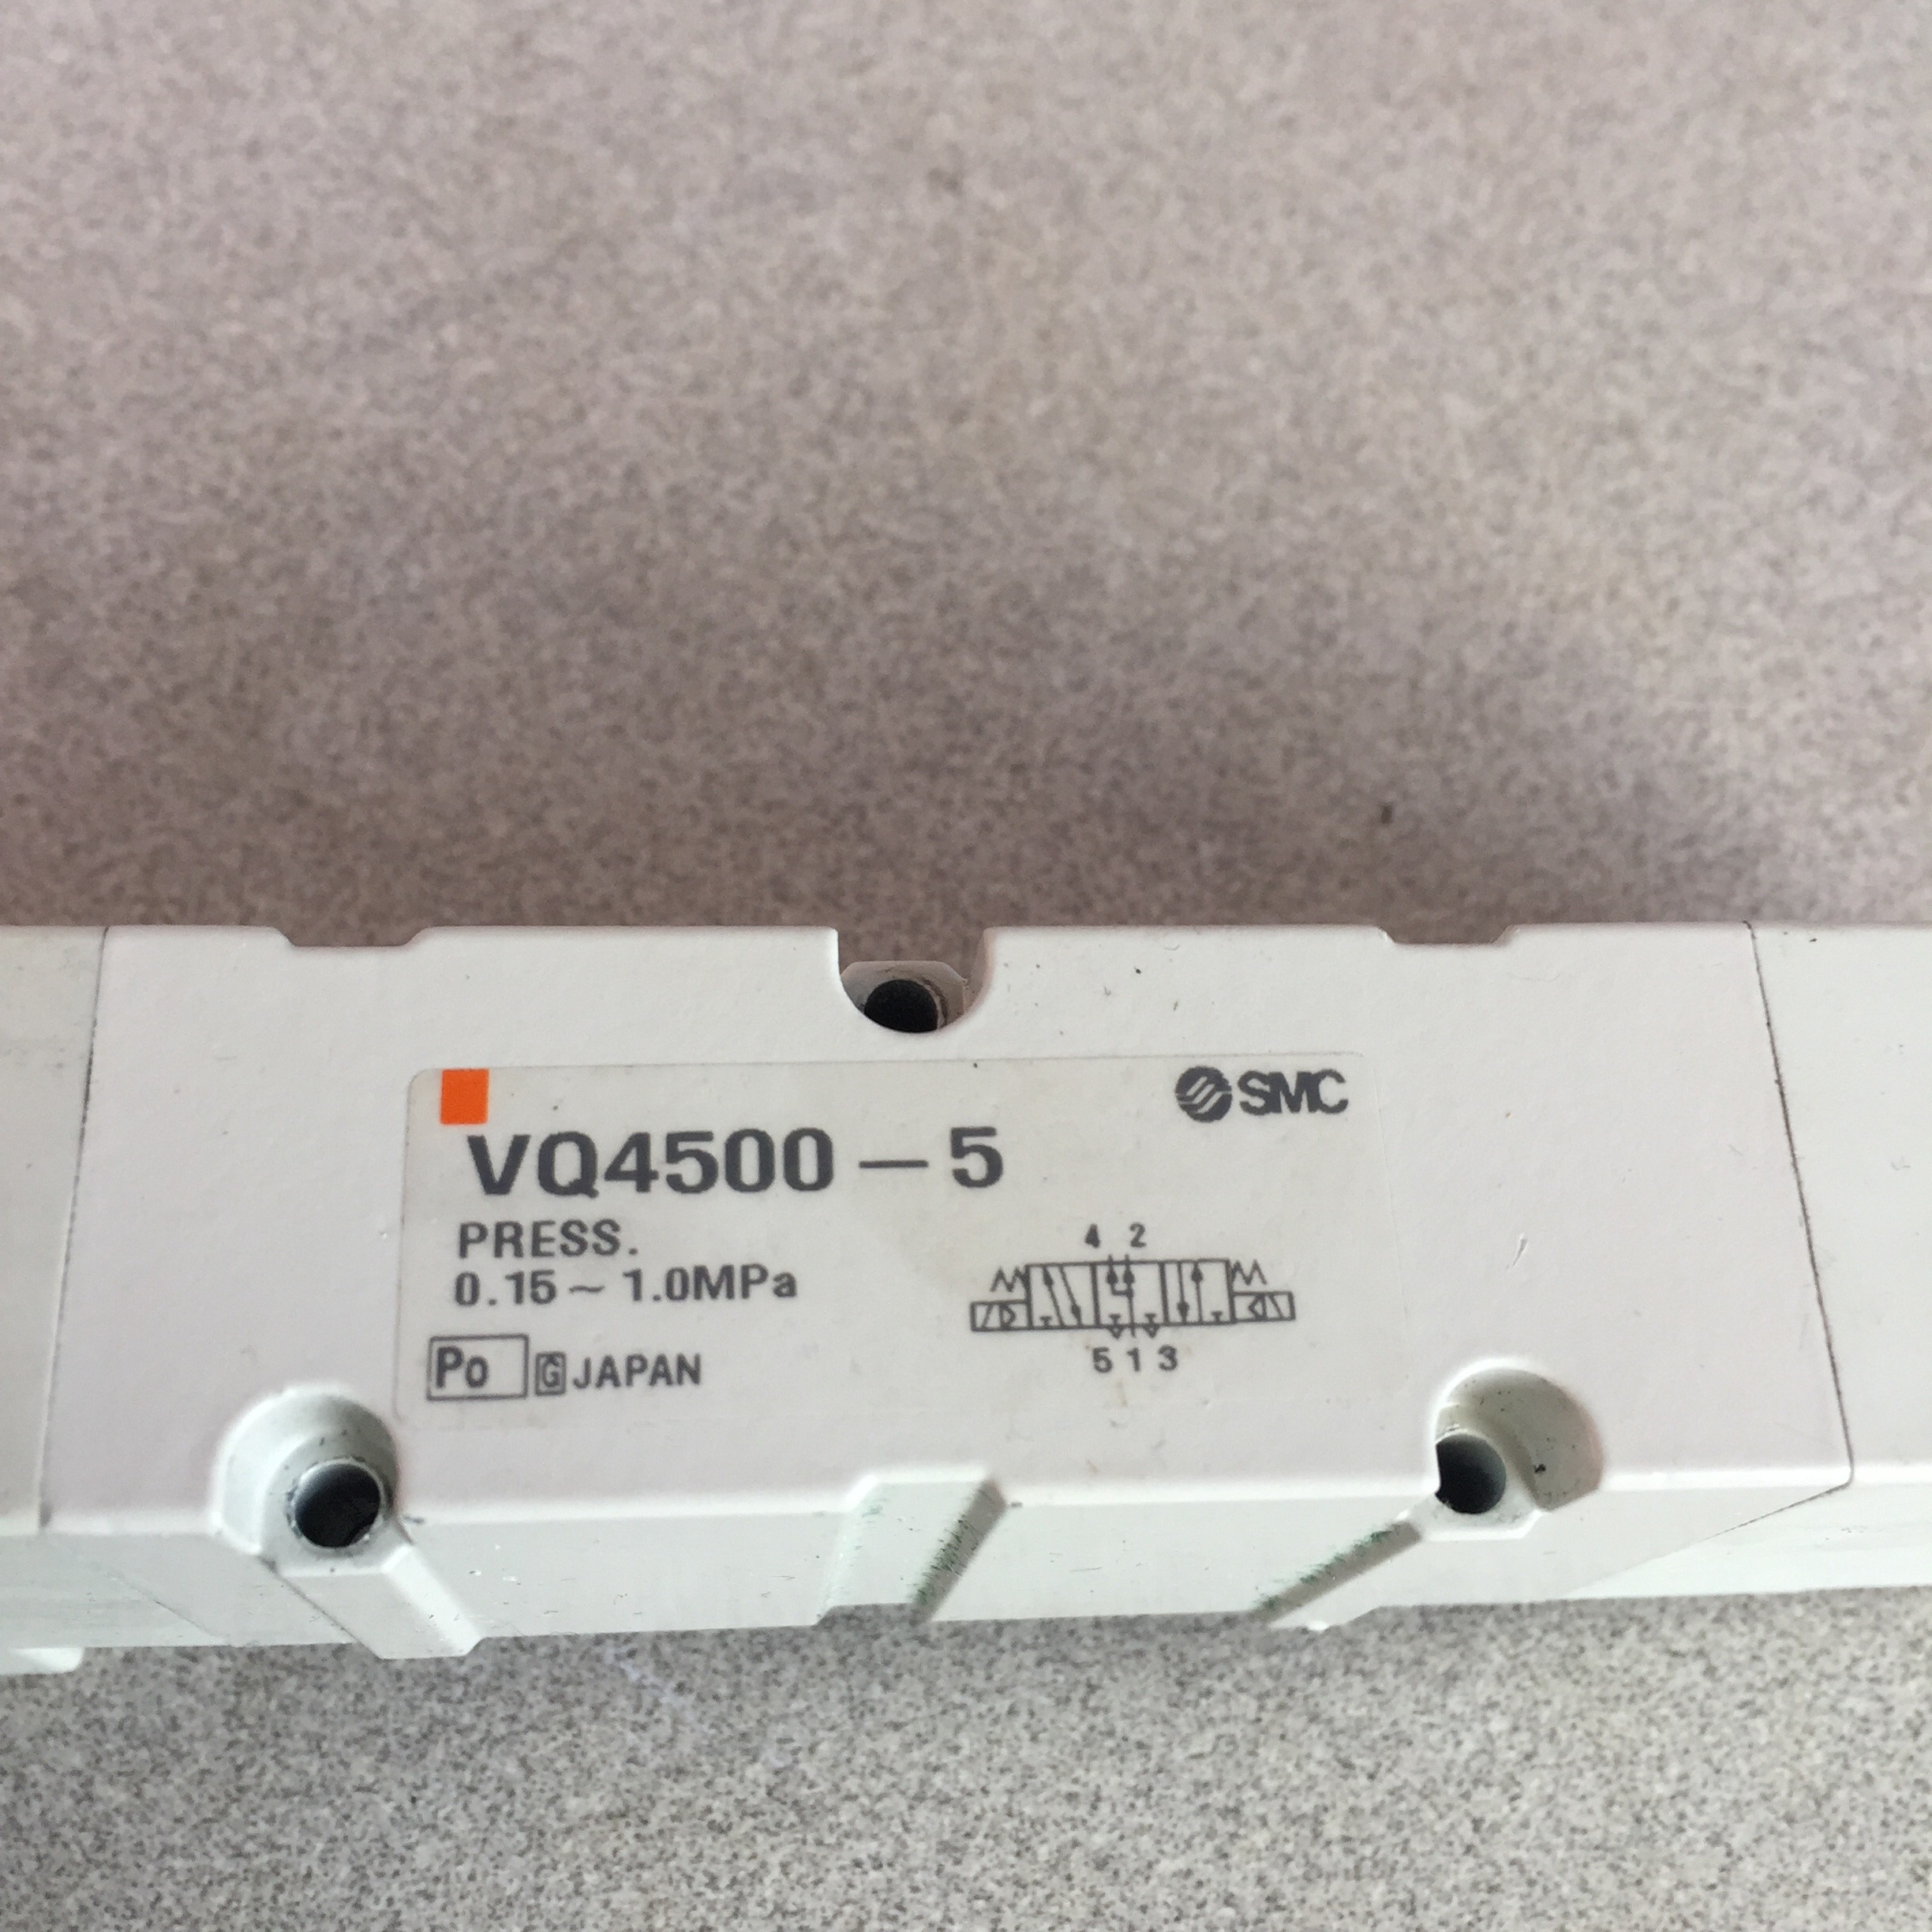 SMC
VQ4500-5
PRESS.
0.15~1.0MPa
4 2
5 1 3
Po G JAPAN